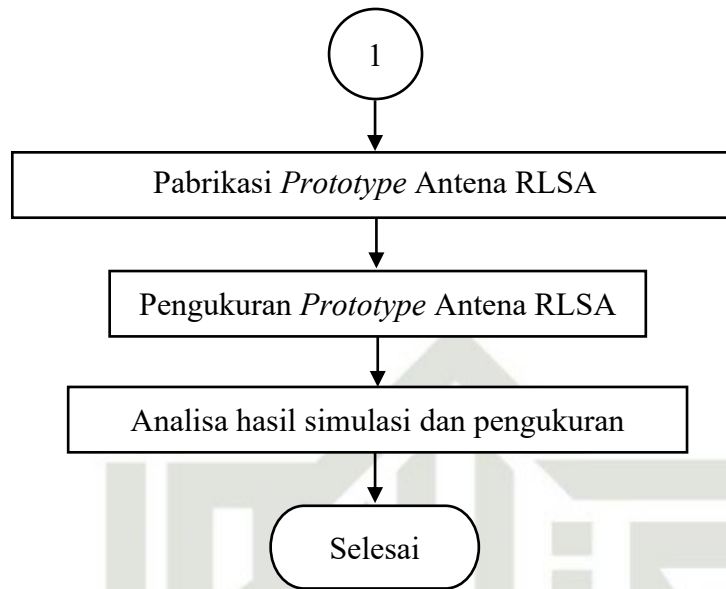 1
Pabrikasi Prototype Antena RLSA
Pengukuran Prototype Antena RLSA
Analisa hasil simulasi dan pengukuran
Selesai